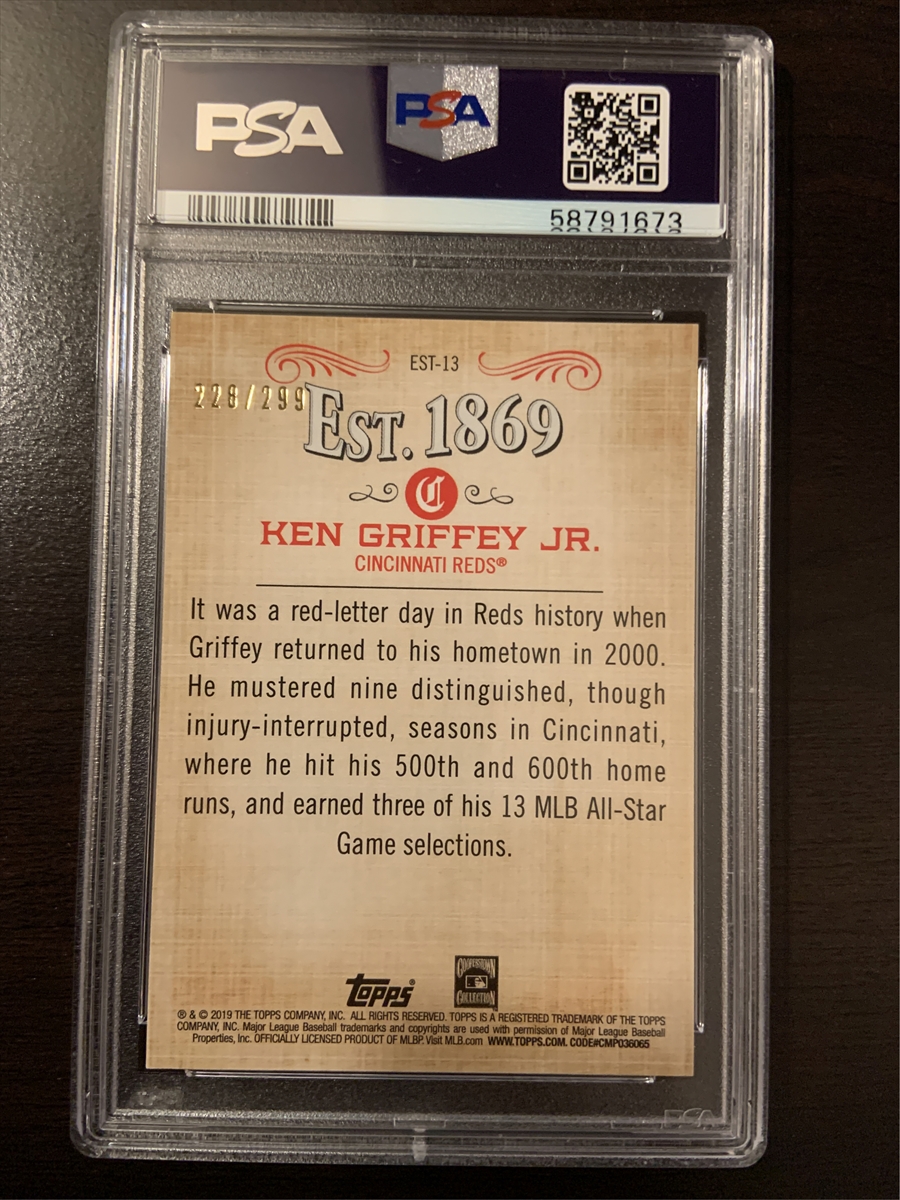 PSA
PSA
58791673
EST-13
228/299
EST. 1869
C
KEN GRIFFEY JR.
CINCINNATI REDS®
It was a red-letter day in Reds history when
Griffey returned to his hometown in 2000.
He mustered nine distinguished, though
injury-interrupted, seasons in Cincinnati,
where he hit his 500th and 600th home
runs, and earned three of his 13 MLB All-Star
Game selections.
Topps®
COOPERSTOWN
COLLECTION
® & © 2019 THE TOPPS COMPANY, INC. ALL RIGHTS RESERVED. TOPPS IS A REGISTERED TRADEMARK OF THE TOPPS
COMPANY, INC. Major League Baseball trademarks and copyrights are used with permission of Major League Baseball
Properties, Inc. OFFICIALLY LICENSED PRODUCT OF MLBP. Visit MLB.com WWW.TOPPS.COM. CODE#CMP036065
PSA